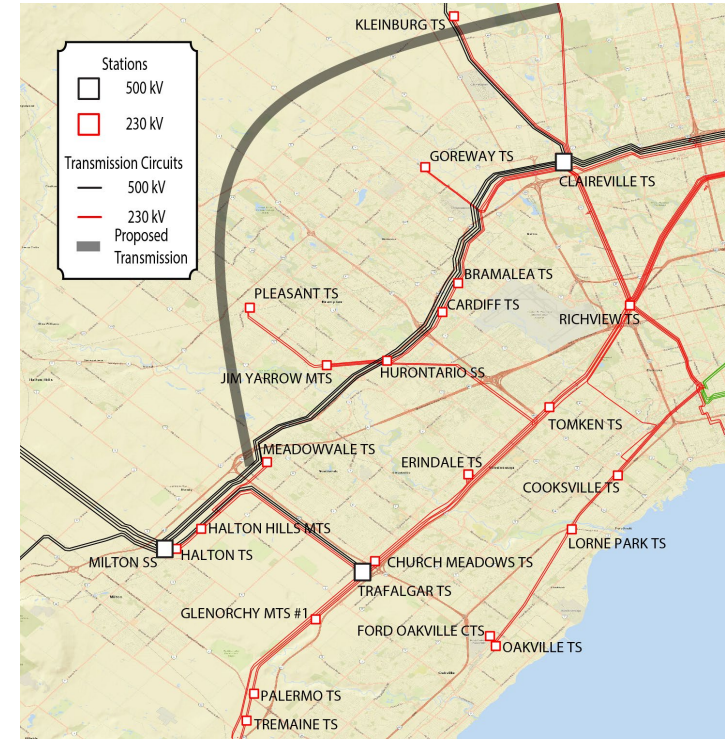 KLEINBURG TS
Stations
500 kV
230 kV
Transmission Circuits
500 kV
230 kV
Proposed
Transmission
GOREWAY TS
CLAIREVILLE TS
BRAMALEA TS
PLEASANT TS
CARDIFF TS
RICHVIEW TS
JIM YARROW MTS
HURONTARIO SS
TOMKEN TS
MEADOWVALE TS
ERINDALE TS
COOKSVILLE TS
HALTON HILLS MTS
LORNE PARK TS
MILTON SS
HALTON TS
CHURCH MEADOWS TS
TRAFALGAR TS
GLENORCHY MTS #1
FORD OAKVILLE CTS
OAKVILLE TS
PALERMO TS
TREMAINE TS